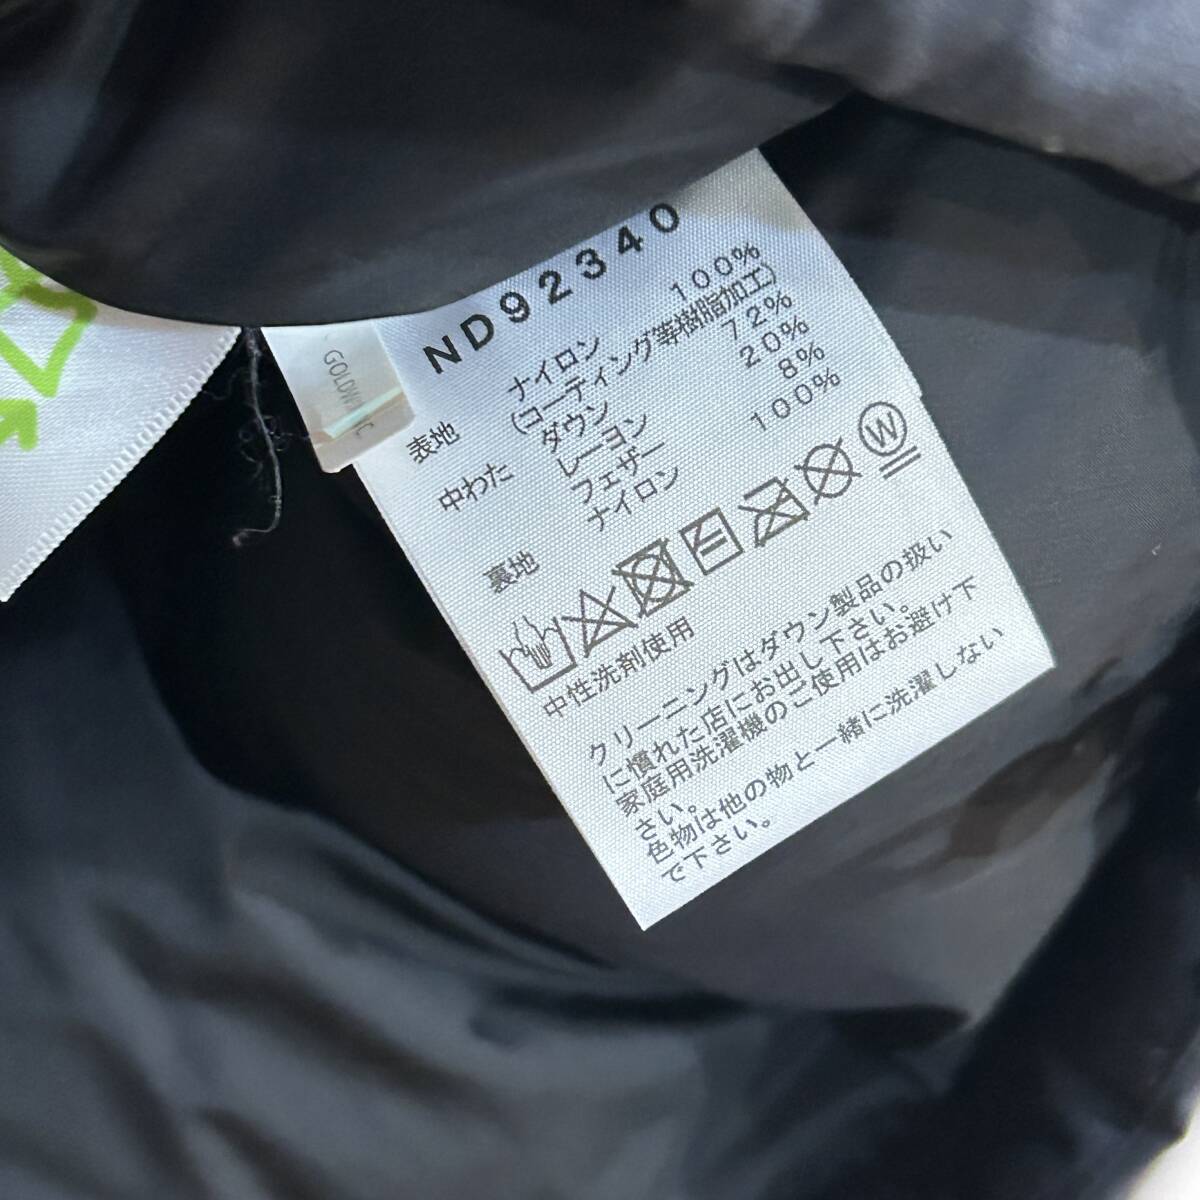 ND92340
表地 ナイロン 100%
(コーティング等樹脂加工)
中わた ダウン 72%
レーヨン 20%
フェザー 8%
裏地 ナイロン 100%
W
中性洗剤使用
クリーニングはダウン製品の扱い
に慣れた店にお出し下さい。
家庭用洗濯機のご使用はお避け下
さい。
色物は他の物と一緒に洗濯しない
で下さい。